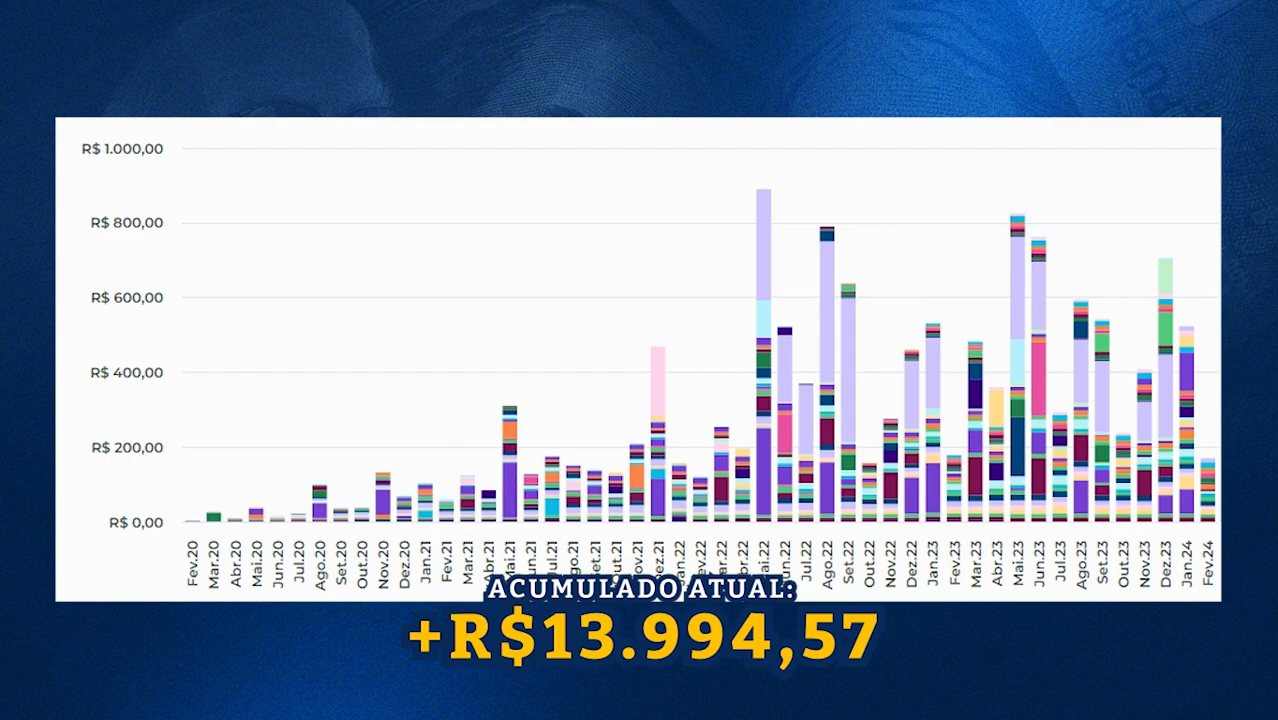 R$ 1.000,00
R$ 800,00
R$ 600,00
R$ 400,00
R$ 200,00
R$ 0,00
Fev.20
Mar.20
Abr.20
Mai.20
Jun.20
Jul.20
Ago.20
Set.20
Out.20
Nov.20
Dez.20
Jan.21
Fev.21
Mar.21
Abr.21
Mai.21
Jun.21
Jul.21
Ago.21
Set.21
Out.21
Nov.21
Dez.21
Jan.22
Fev.22
Mar.22
Abr.22
Mai.22
Jun.22
Jul.22
Ago.22
Set.22
Out.22
Nov.22
Dez.22
Jan.23
Fev.23
Mar.23
Abr.23
Mai.23
Jun.23
Jul.23
Ago.23
Set.23
Out.23
Nov.23
Dez.23
Jan.24
Fev.24
ACUMULADO ATUAL:
+R$13.994,57